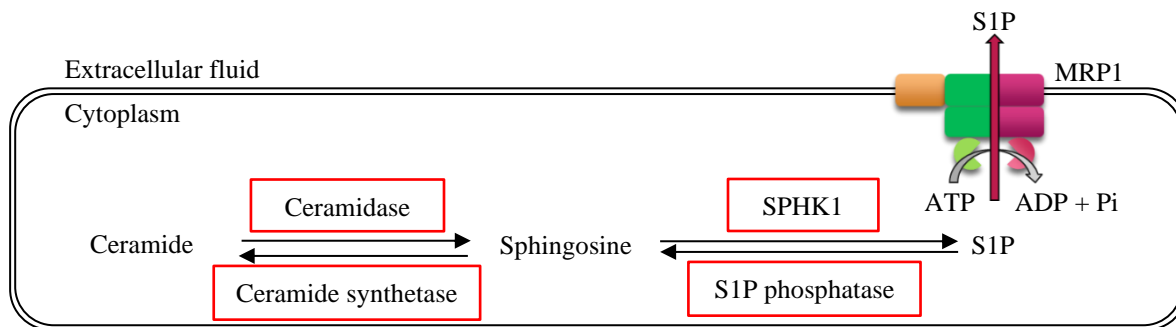 S1P
Extracellular fluid
MRP1
Cytoplasm
Ceramidase
SPHK1
ATP
ADP + Pi
Ceramide
Sphingosine
S1P
Ceramide synthetase
S1P phosphatase